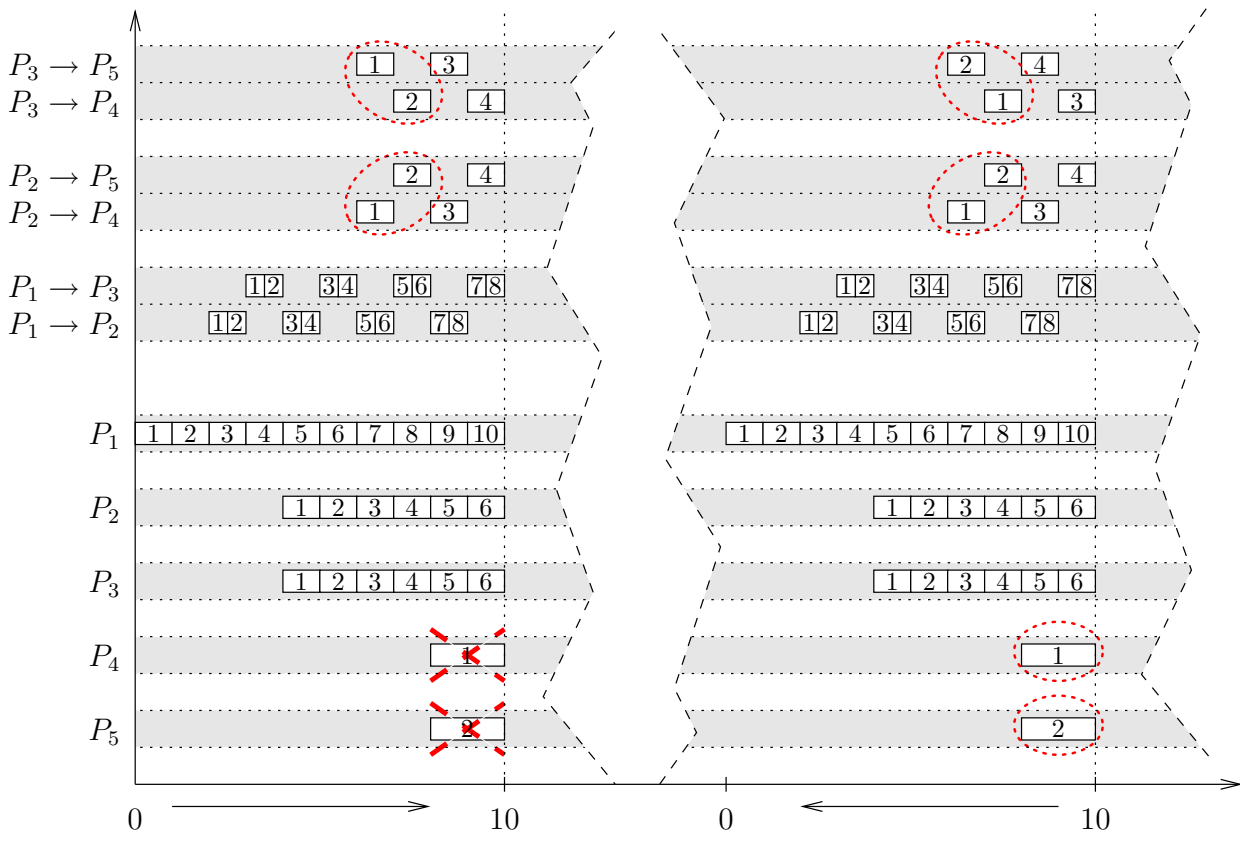 P₃ → P₅ 1 3 2 4
P₃ → P₄ 2 4 1 3
P₂ → P₅ 2 4 2 4
P₂ → P₄ 1 3 1 3
P₁ → P₃ 1 2 3 4 5 6 7 8 1 2 3 4 5 6 7 8
P₁ → P₂ 1 2 3 4 5 6 7 8 1 2 3 4 5 6 7 8
P₁ 1 2 3 4 5 6 7 8 9 10 1 2 3 4 5 6 7 8 9 10
P₂ 1 2 3 4 5 6 1 2 3 4 5 6
P₃ 1 2 3 4 5 6 1 2 3 4 5 6
P₄ 1 1
P₅ 2 2
0 10 0 10